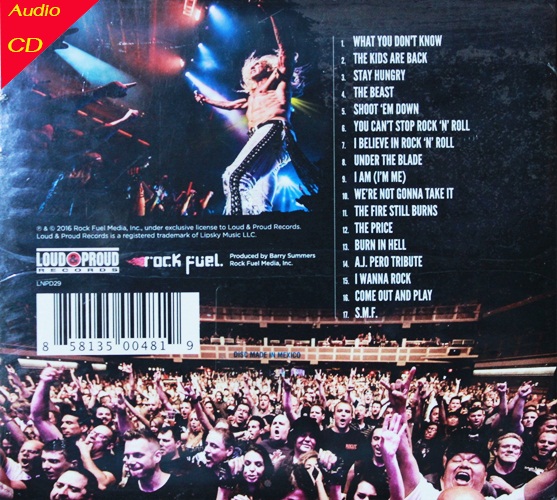 Audio
CD
1. WHAT YOU DON'T KNOW
2. THE KIDS ARE BACK
3. STAY HUNGRY
4. THE BEAST
5. SHOOT 'EM DOWN
6. YOU CAN'T STOP ROCK 'N' ROLL
7. I BELIEVE IN ROCK 'N' ROLL
8. UNDER THE BLADE
9. I AM (I'M ME)
10. WE'RE NOT GONNA TAKE IT
11. THE FIRE STILL BURNS
12. THE PRICE
13. BURN IN HELL
14. A.J. PERO TRIBUTE
15. I WANNA ROCK
16. COME OUT AND PLAY
17. S.M.F.
℗ & © 2016 Rock Fuel Media, Inc., under exclusive license to Loud & Proud Records.
Loud & Proud Records is a registered trademark of Lipsky Music LLC.
LOUD PROUD
RECORDS
rock fuel.
Produced by Barry Summers
Rock Fuel Media, Inc.
LNPD29
8 58135 00481 9
DISC MADE IN MEXICO